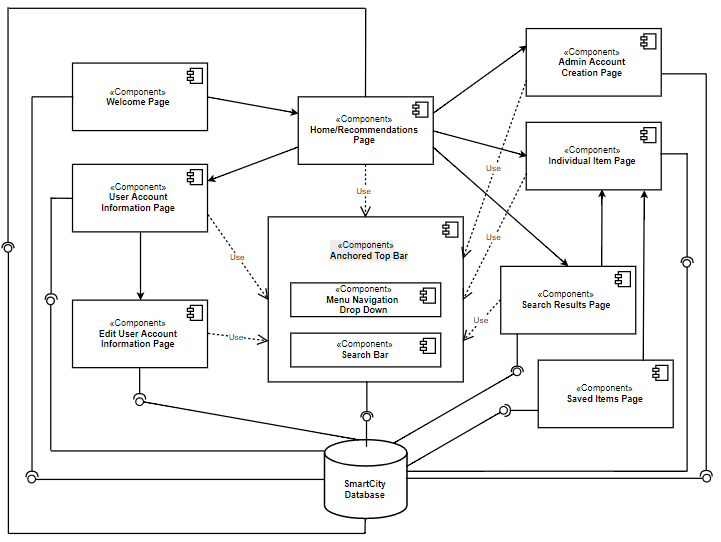 «Component»
Admin Account
Creation Page
«Component»
Welcome Page
«Component»
Home/Recommendations
Page
«Component»
Individual Item Page
«Component»
User Account
Information Page
Use
Use
Use
Use
«Component»
Anchored Top Bar
«Component»
Menu Navigation
Drop Down
«Component»
Search Bar
«Component»
Search Results Page
Use
«Component»
Edit User Account
Information Page
Use
«Component»
Saved Items Page
SmartCity
Database